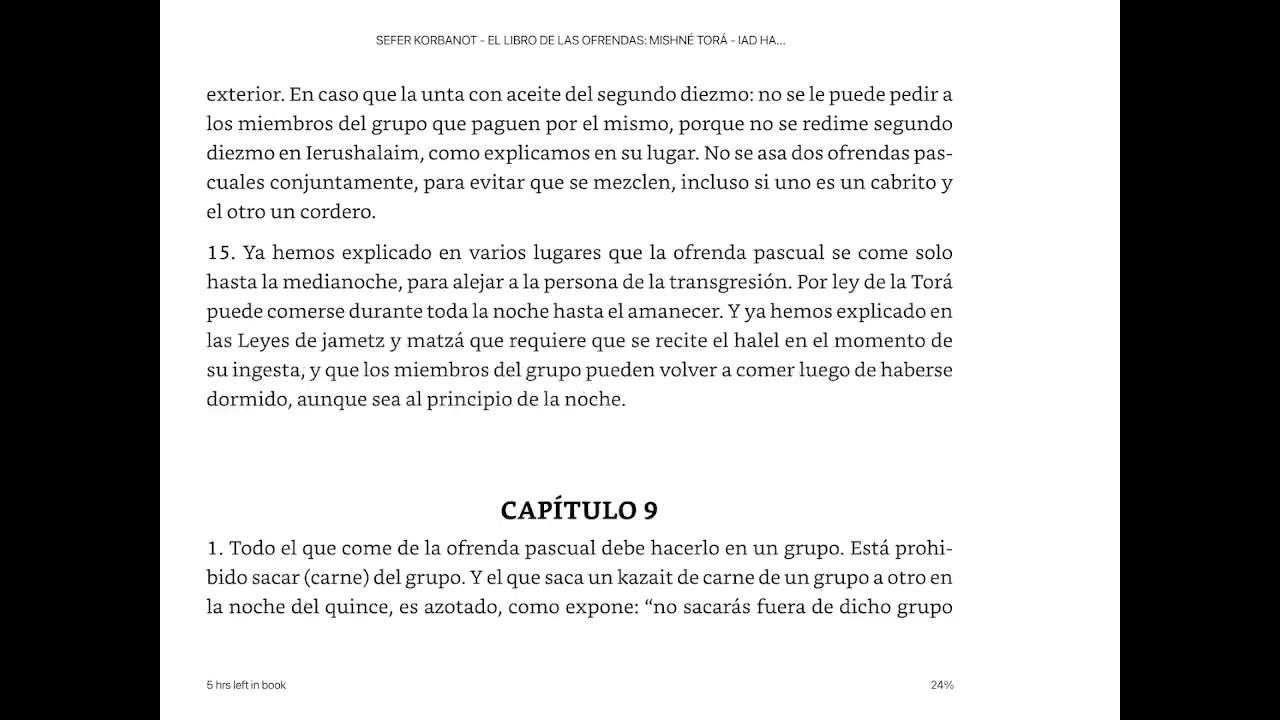 SEFER KORBANOT - EL LIBRO DE LAS OFRENDAS: MISHNÉ TORÁ - IAD HA...
exterior. En caso que la unta con aceite del segundo diezmo: no se le puede pedir a
los miembros del grupo que paguen por el mismo, porque no se redime segundo
diezmo en Ierushalaim, como explicamos en su lugar. No se asa dos ofrendas pas-
cuales conjuntamente, para evitar que se mezclen, incluso si uno es un cabrito y
el otro un cordero.
15. Ya hemos explicado en varios lugares que la ofrenda pascual se come solo
hasta la medianoche, para alejar a la persona de la transgresión. Por ley de la Torá
puede comerse durante toda la noche hasta el amanecer. Y ya hemos explicado en
las Leyes de jametz y matzá que requiere que se recite el halel en el momento de
su ingesta, y que los miembros del grupo pueden volver a comer luego de haberse
dormido, aunque sea al principio de la noche.
CAPÍTULO 9
1. Todo el que come de la ofrenda pascual debe hacerlo en un grupo. Está prohi-
bido sacar (carne) del grupo. Y el que saca un kazait de carne de un grupo a otro en
la noche del quince, es azotado, como expone: “no sacarás fuera de dicho grupo
5 hrs left in book
24%